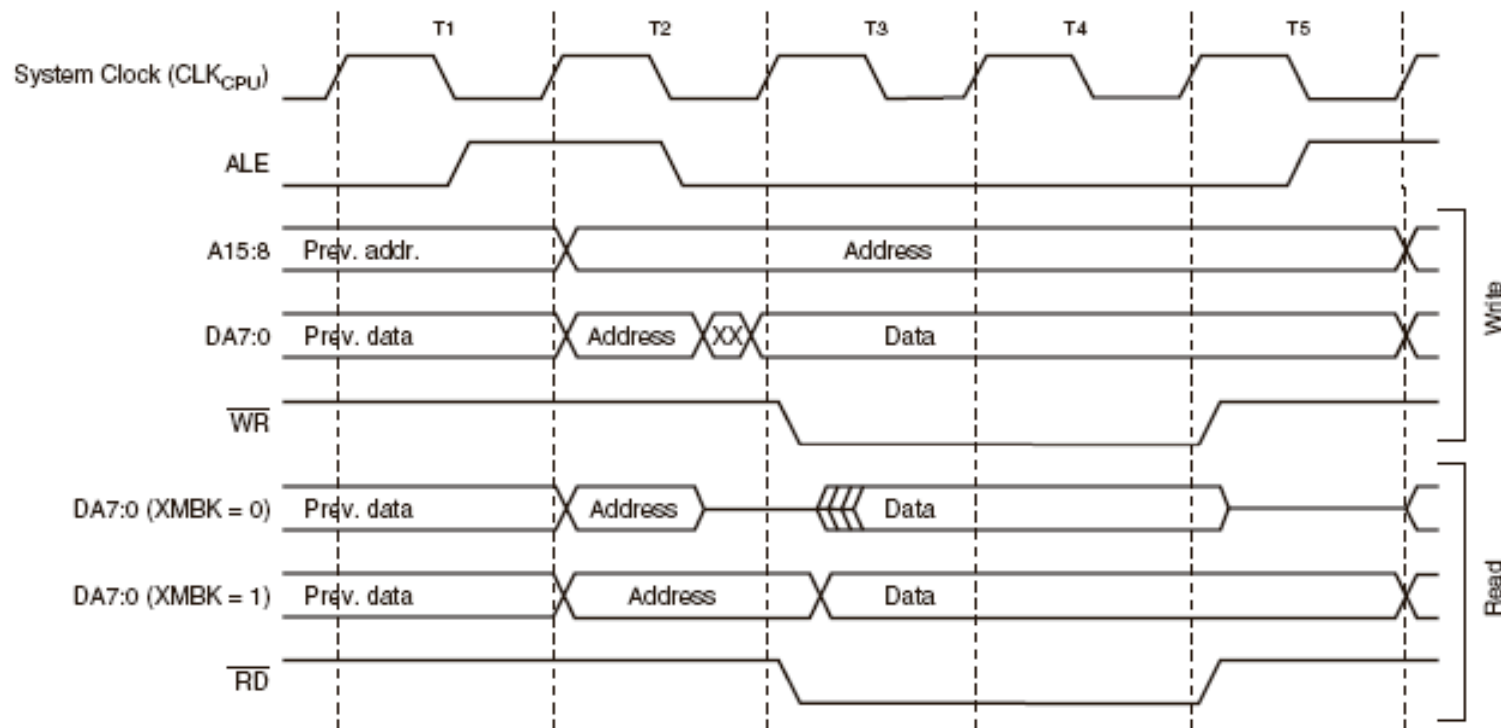 T1 T2 T3 T4 T5
System Clock (CLKCPU)
ALE
A15:8 Prev. addr. Address
DA7:0 Prev. data Address XX Data
WR
Write
DA7:0 (XMBK = 0) Prev. data Address Data
DA7:0 (XMBK = 1) Prev. data Address Data
RD
Read